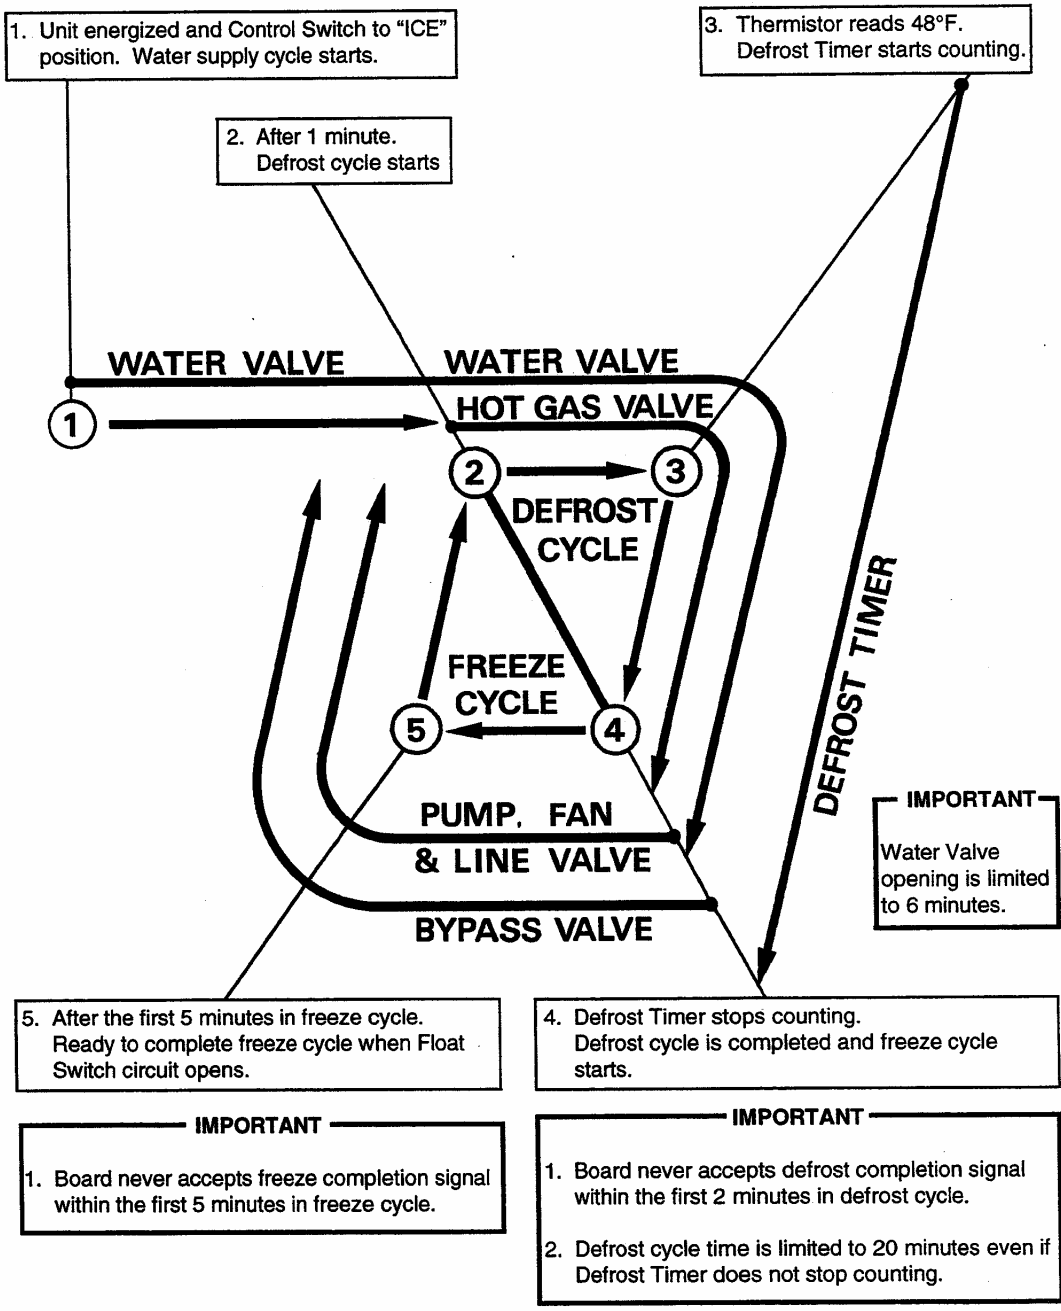 1. Unit energized and Control Switch to “ICE”
position. Water supply cycle starts.
3. Thermistor reads 48°F.
Defrost Timer starts counting.
2. After 1 minute.
Defrost cycle starts
WATER VALVE
WATER VALVE
HOT GAS VALVE
1
2
3
DEFROST
CYCLE
DEFROST TIMER
FREEZE
CYCLE
5
4
PUMP, FAN
& LINE VALVE
BYPASS VALVE
IMPORTANT
Water Valve
opening is limited
to 6 minutes.
5. After the first 5 minutes in freeze cycle.
Ready to complete freeze cycle when Float
Switch circuit opens.
4. Defrost Timer stops counting.
Defrost cycle is completed and freeze cycle
starts.
IMPORTANT
1. Board never accepts freeze completion signal
within the first 5 minutes in freeze cycle.
IMPORTANT
1. Board never accepts defrost completion signal
within the first 2 minutes in defrost cycle.
2. Defrost cycle time is limited to 20 minutes even if
Defrost Timer does not stop counting.